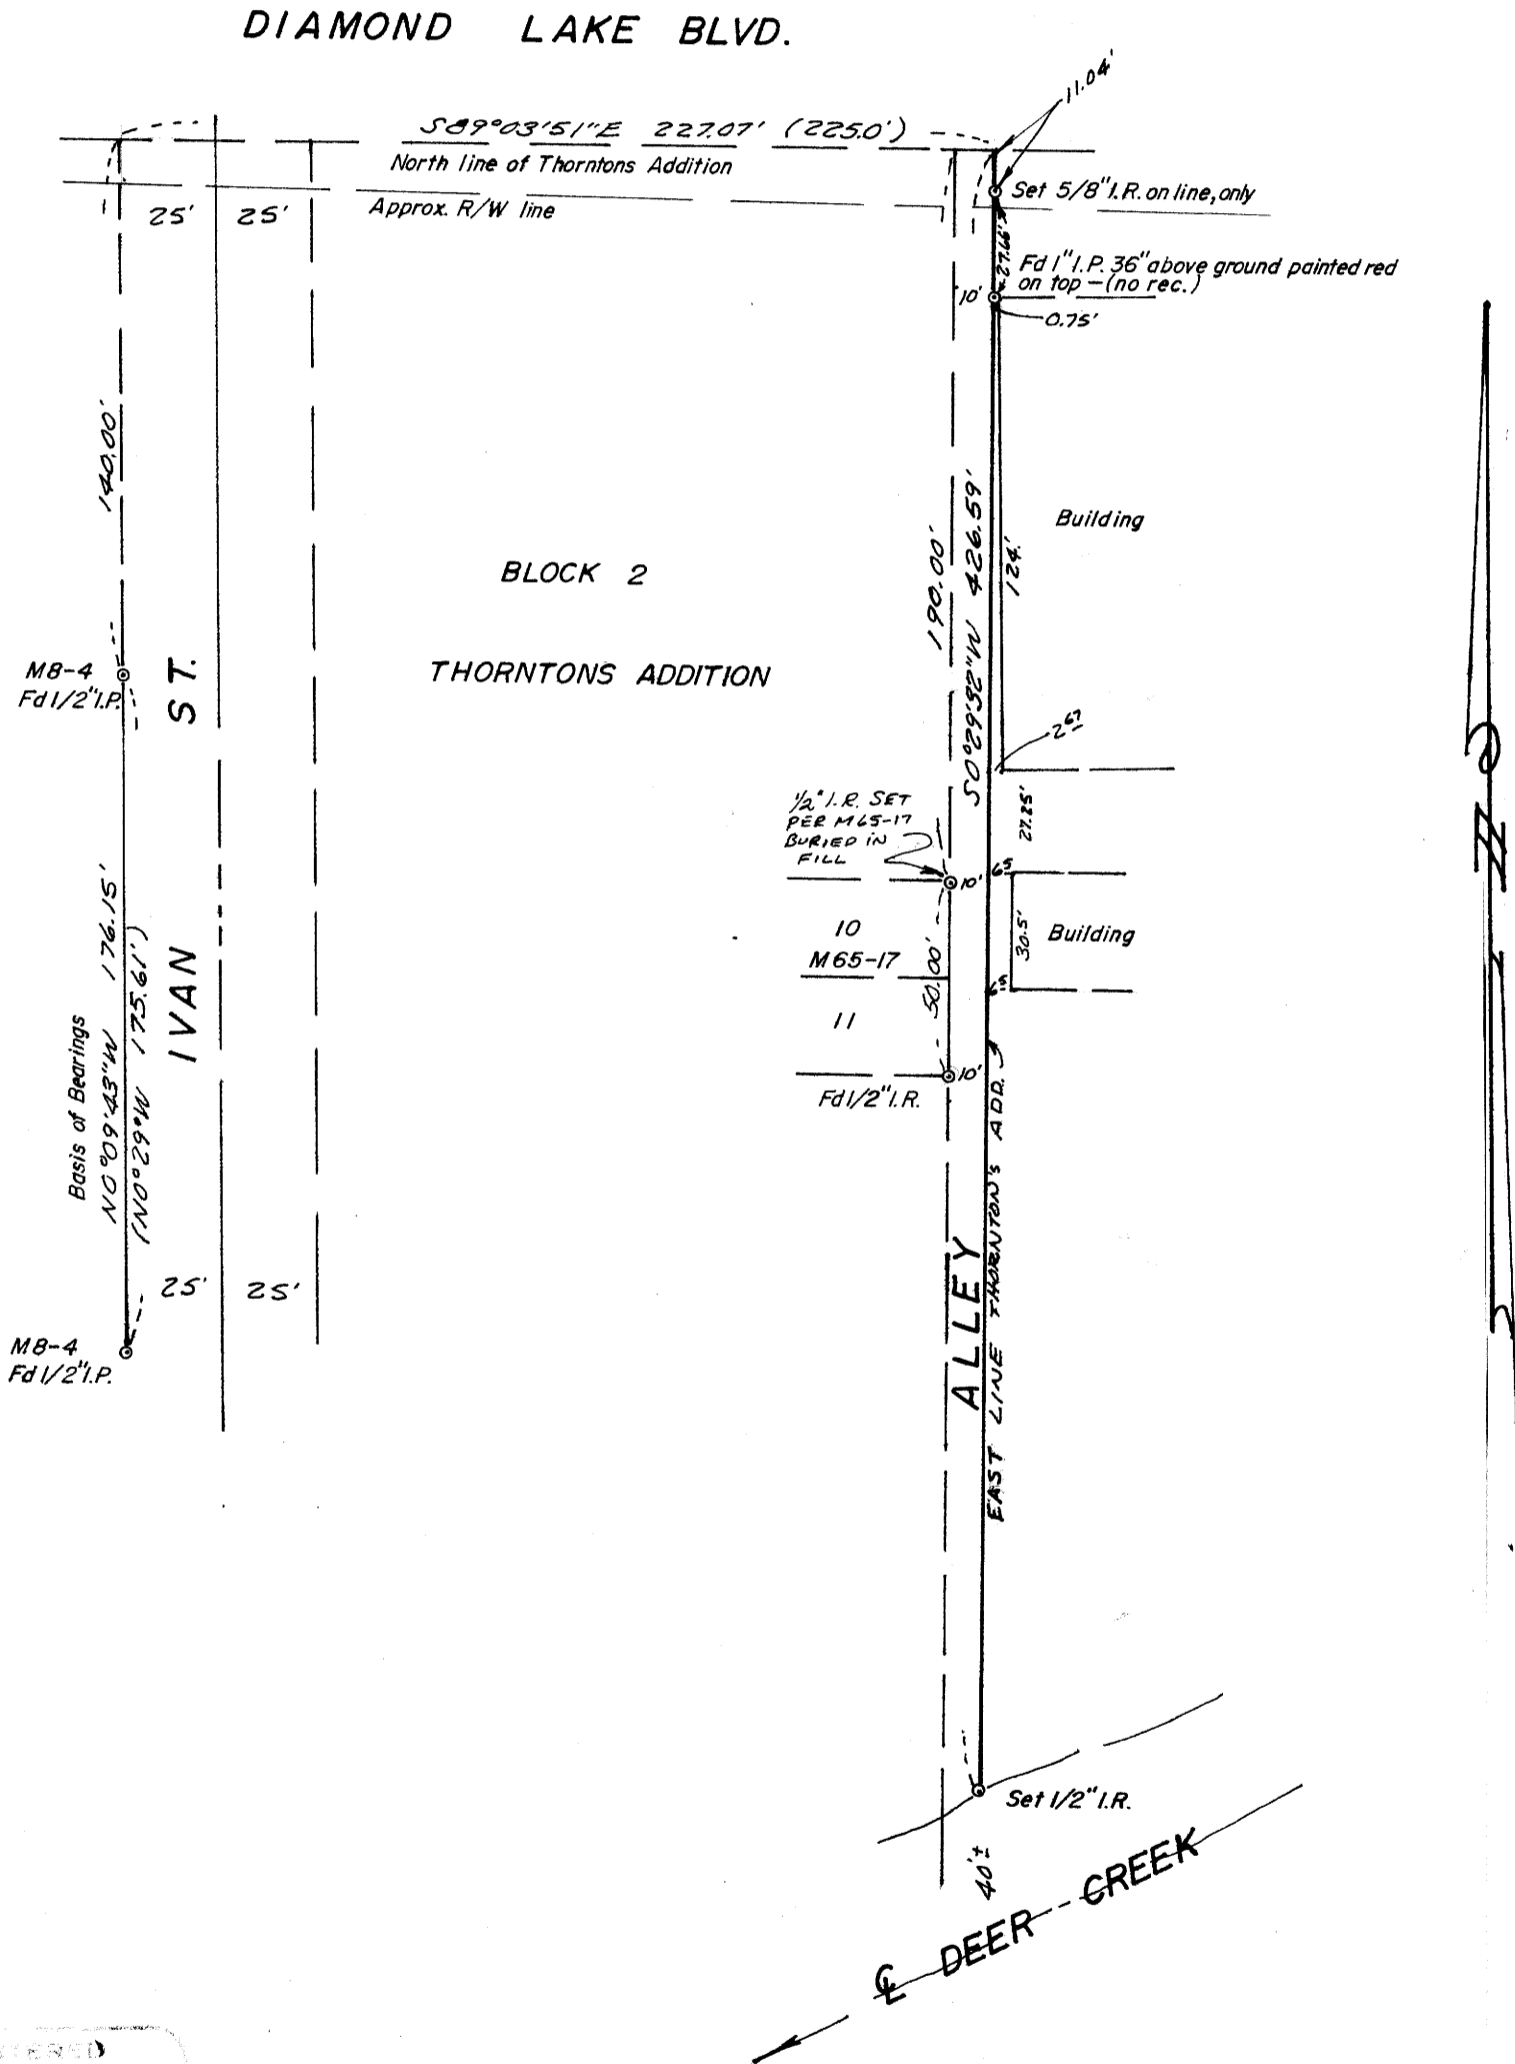 DIAMOND LAKE BLVD.
11.04'
S89°03'51"E 227.07' (225.0')
North line of Thorntons Addition
Approx. R/W line
25' 25'
Set 5/8" I.R. on line, only
27.66'
Fd 1" I.P. 36" above ground painted red
on top - (no rec.)
10'
0.75'
140.00'
Building
124.'
190.00'
S0°29'32"W 426.59'
BLOCK 2
THORNTONS ADDITION
M8-4
Fd 1/2" I.P.
IVAN ST.
2.67
27.25'
1/2" I.R. SET
PER M65-17
BURIED IN
FILL
10'
6.5
10
M65-17
50.00'
30.5'
Building
6.5
11
10'
Fd 1/2" I.R.
Basis of Bearings
N0°09'43"W 176.15'
(N0°29'W 175.61')
25' 25'
M8-4
Fd 1/2" I.P.
ALLEY
EAST LINE THORNTON'S ADD.
Set 1/2" I.R.
40'±
℄ DEER CREEK